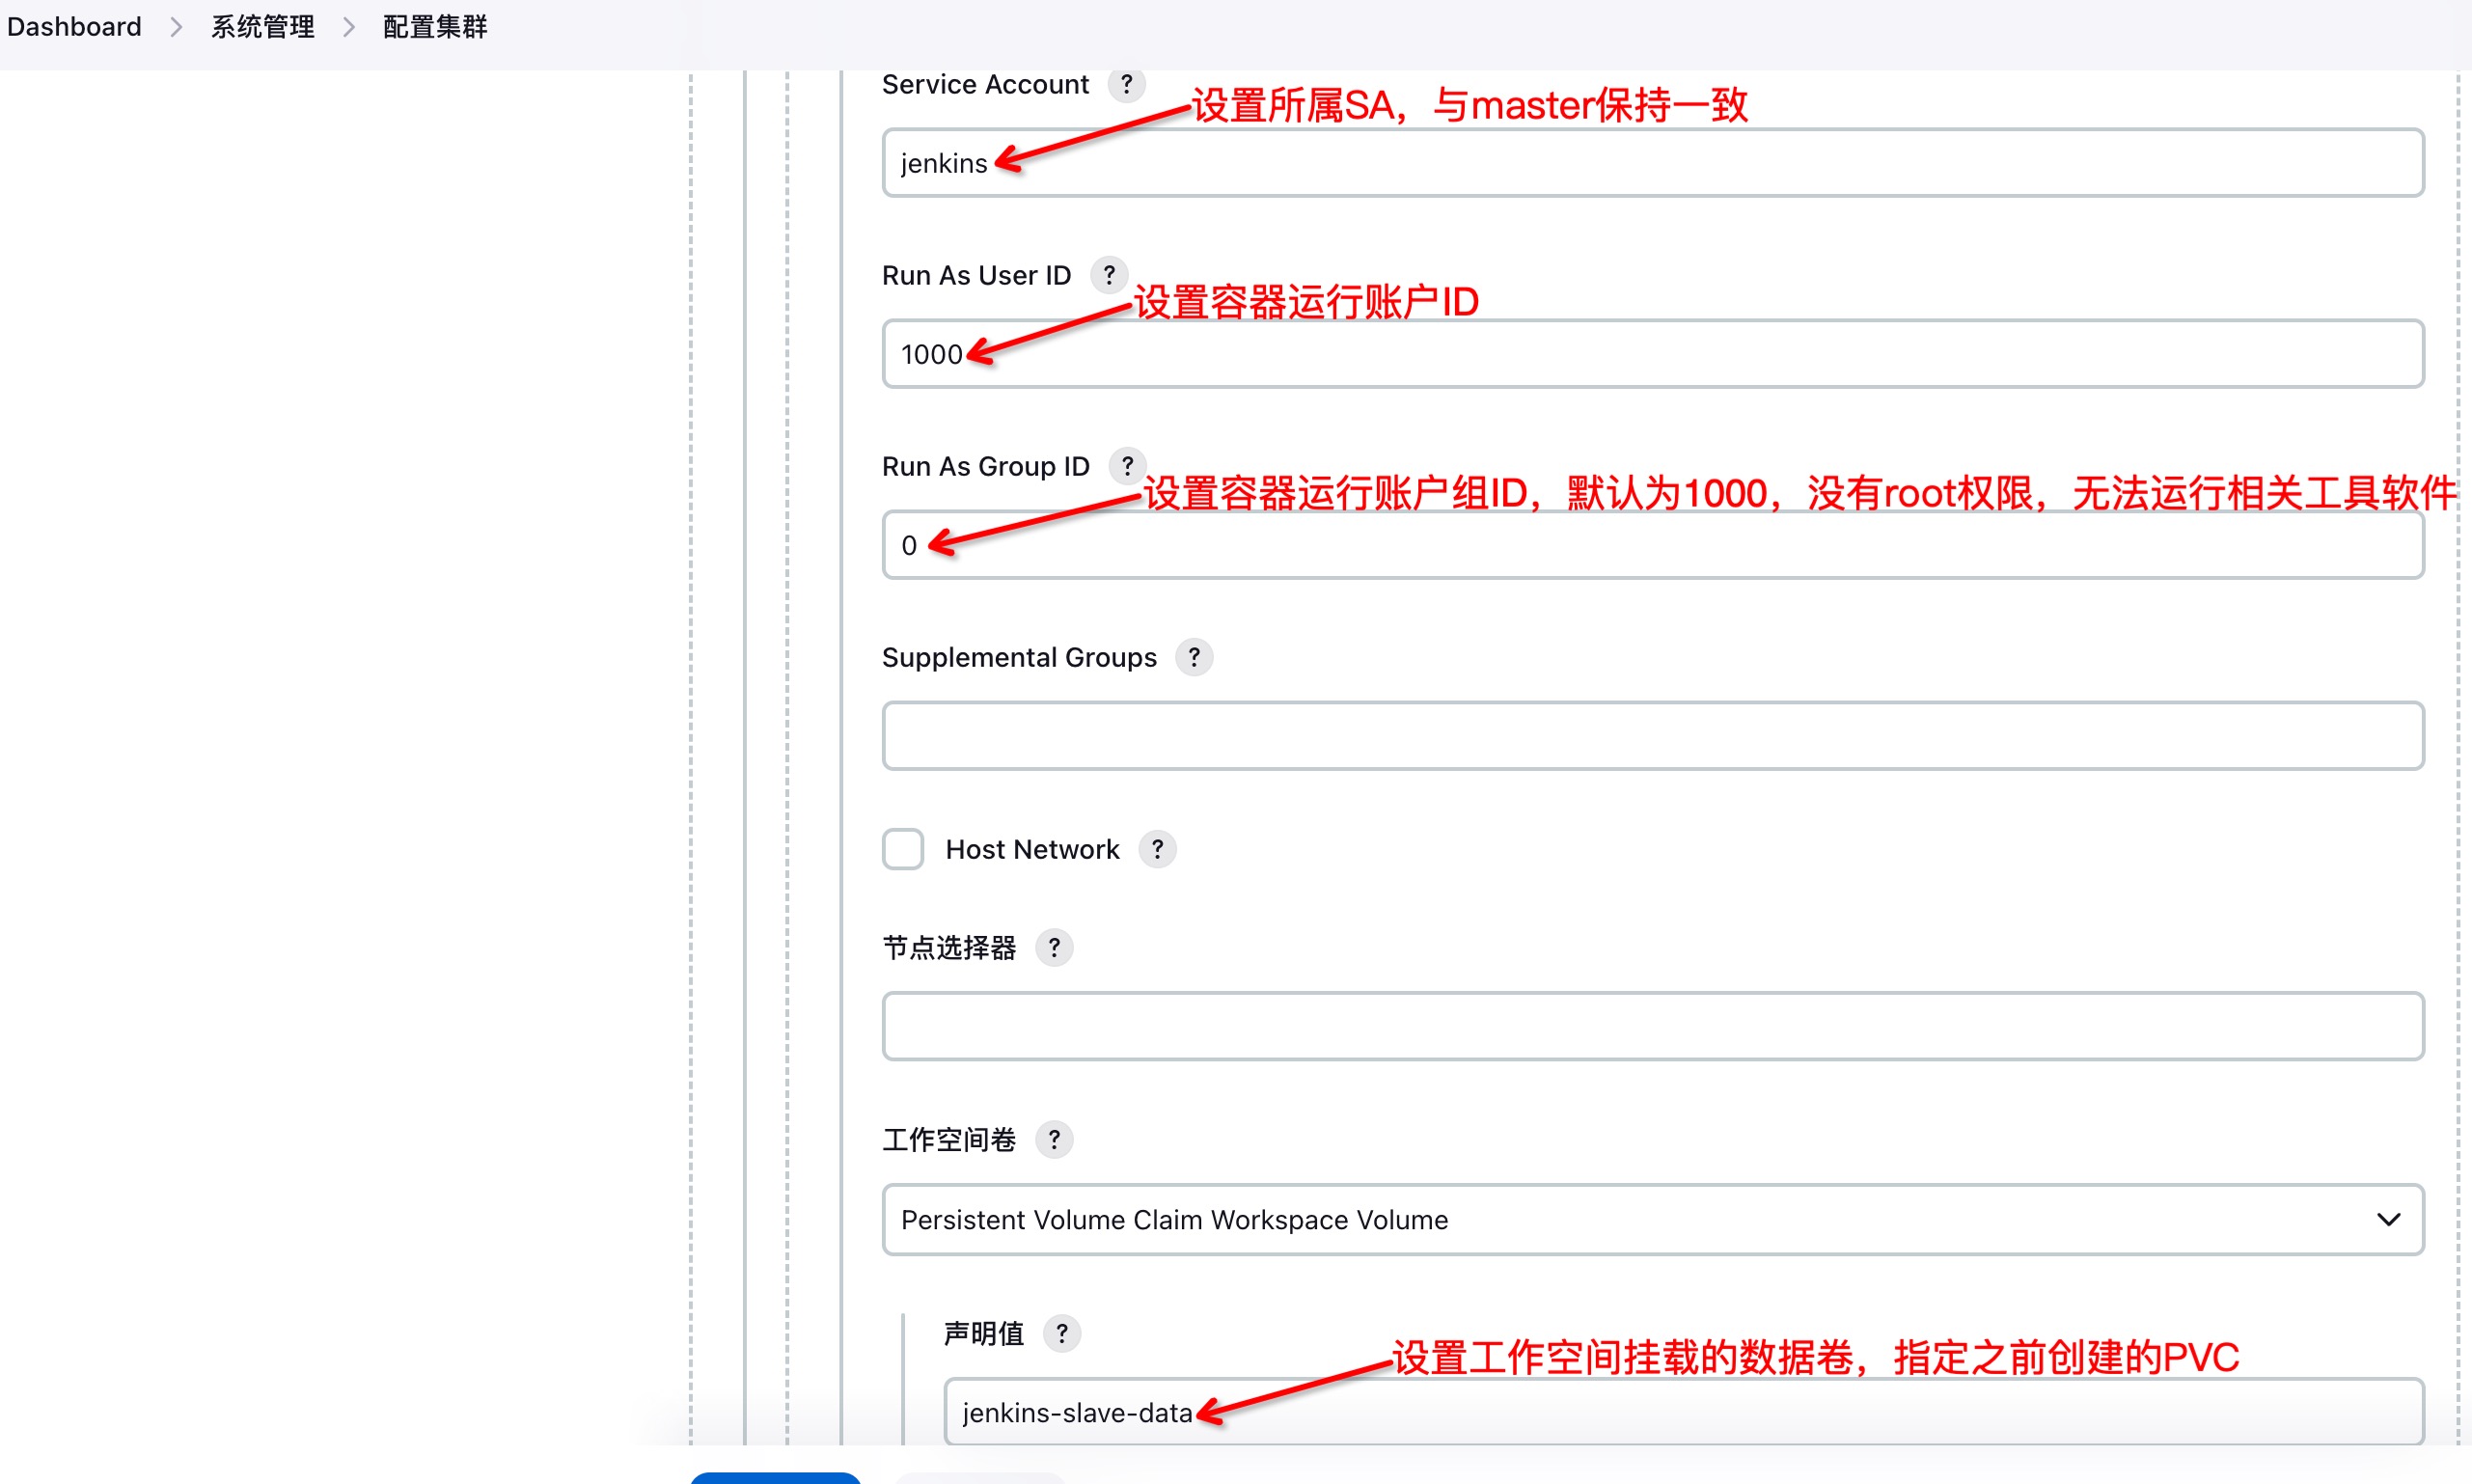 Dashboard > 系统管理 > 配置集群
Service Account ?
设置所属SA，与master保持一致
jenkins
Run As User ID ?
设置容器运行账户ID
1000
Run As Group ID ?
设置容器运行账户组ID，默认为1000，没有root权限，无法运行相关工具软件
0
Supplemental Groups ?
Host Network ?
节点选择器 ?
工作空间卷 ?
Persistent Volume Claim Workspace Volume
声明值 ?
设置工作空间挂载的数据卷，指定之前创建的PVC
jenkins-slave-data